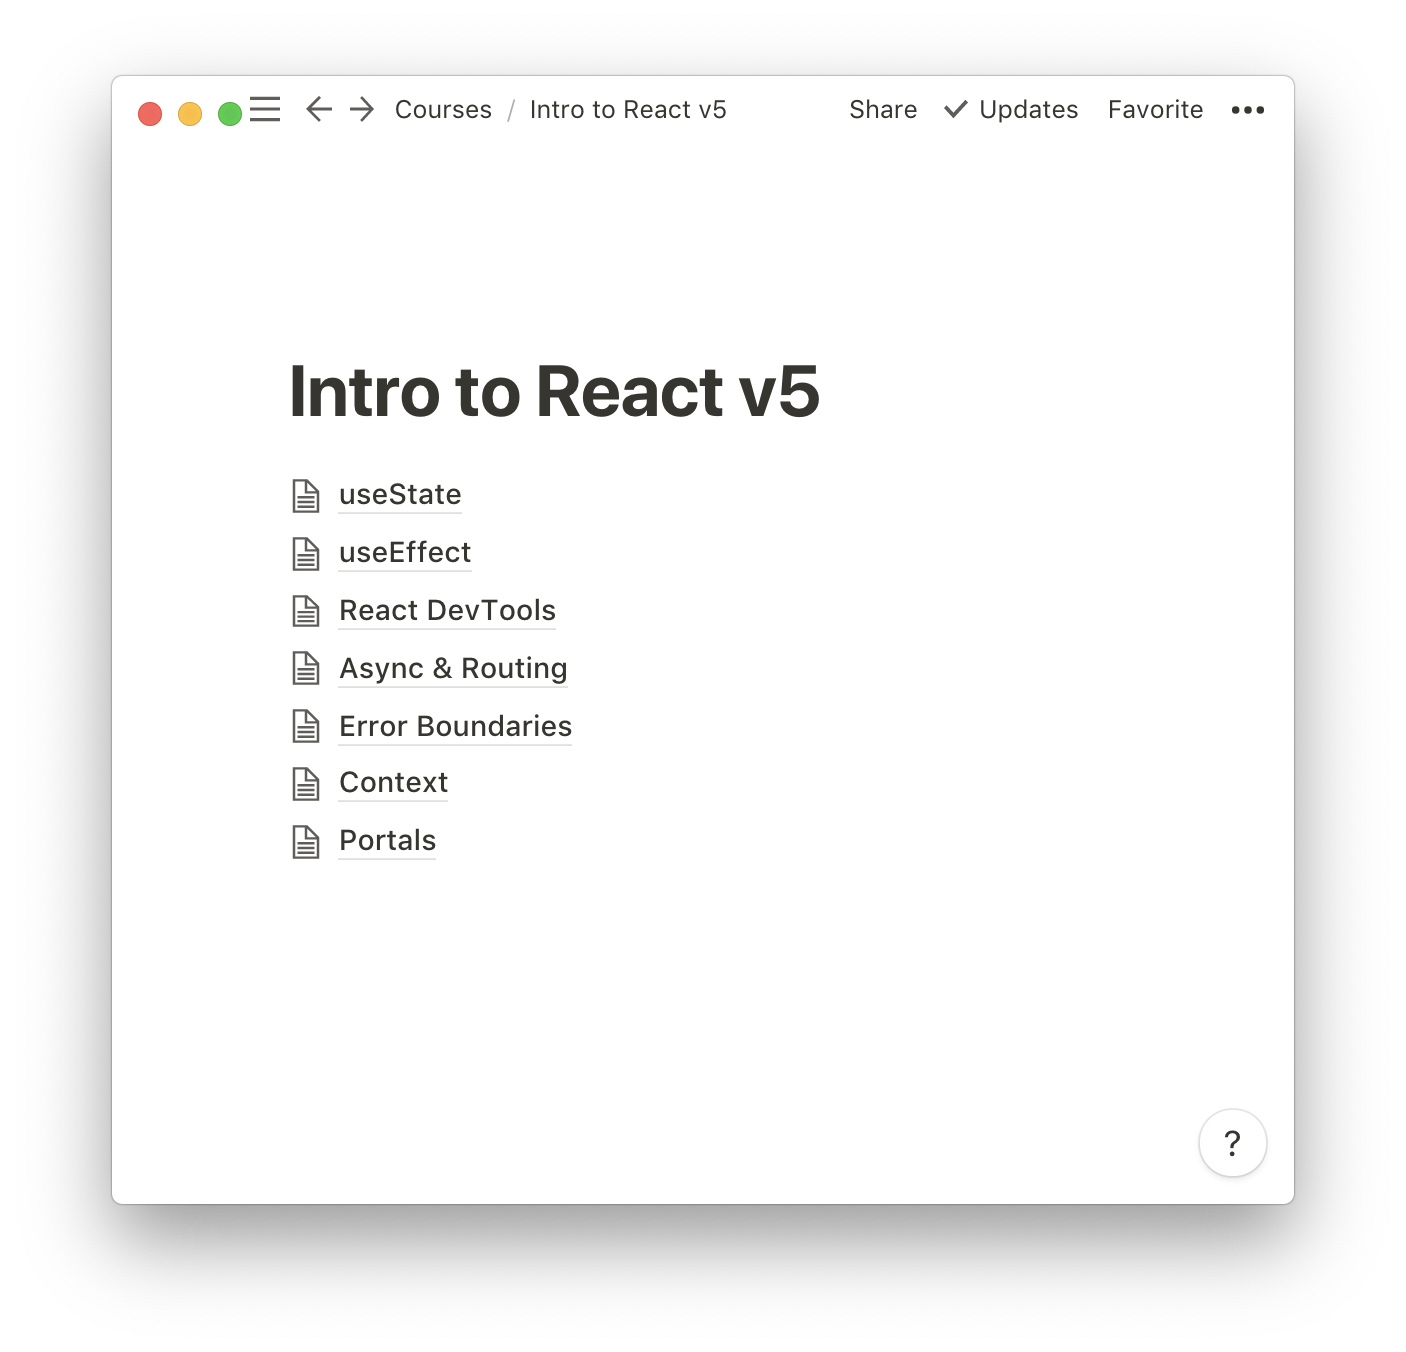 Courses / Intro to React v5 Share Updates Favorite
Intro to React v5
useState
useEffect
React DevTools
Async & Routing
Error Boundaries
Context
Portals
?